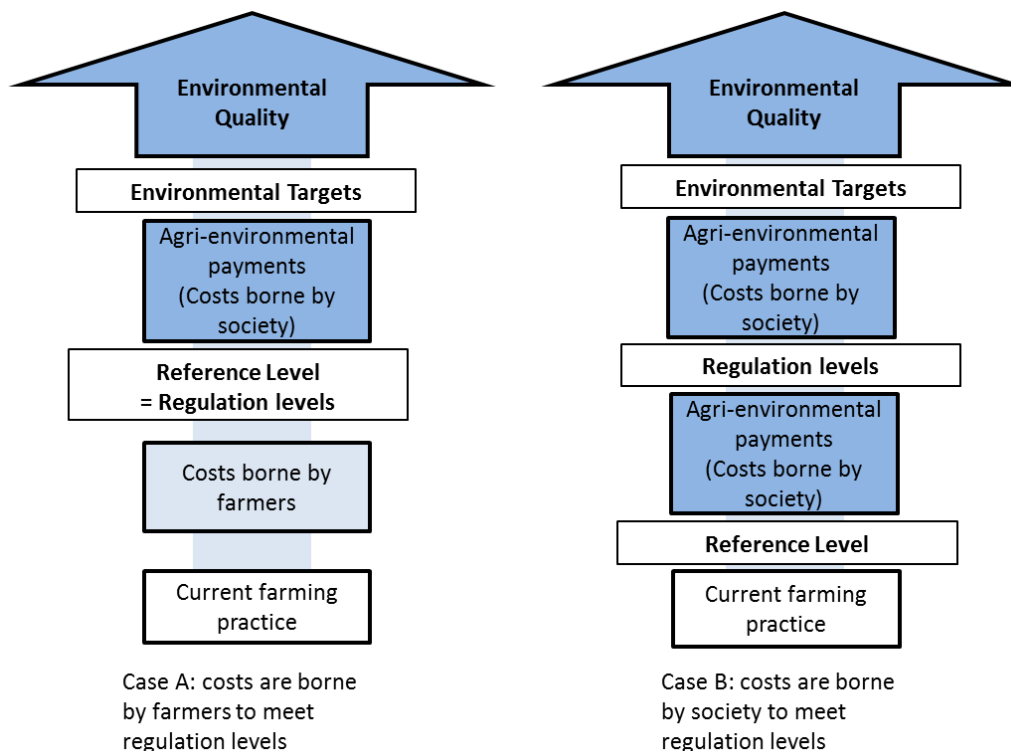 Environmental
Quality
Environmental Targets
Agri-environmental
payments
(Costs borne by
society)
Reference Level
= Regulation levels
Costs borne by
farmers
Current farming
practice
Case A: costs are borne
by farmers to meet
regulation levels
Environmental
Quality
Environmental Targets
Agri-environmental
payments
(Costs borne by
society)
Regulation levels
Agri-environmental
payments
(Costs borne by
society)
Reference Level
Current farming
practice
Case B: costs are borne
by society to meet
regulation levels